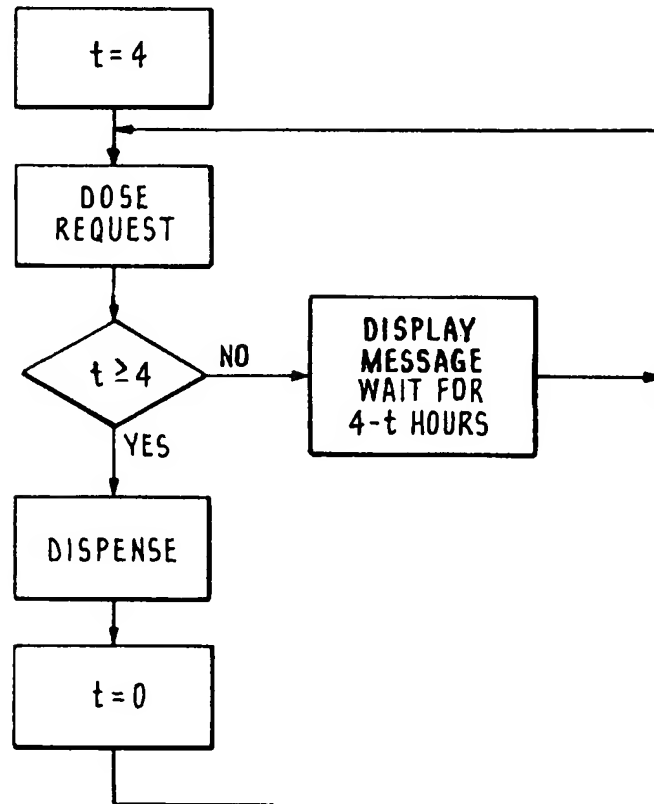 t = 4
DOSE
REQUEST
t ≥ 4
NO
DISPLAY
MESSAGE
WAIT FOR
4-t HOURS
YES
DISPENSE
t = 0